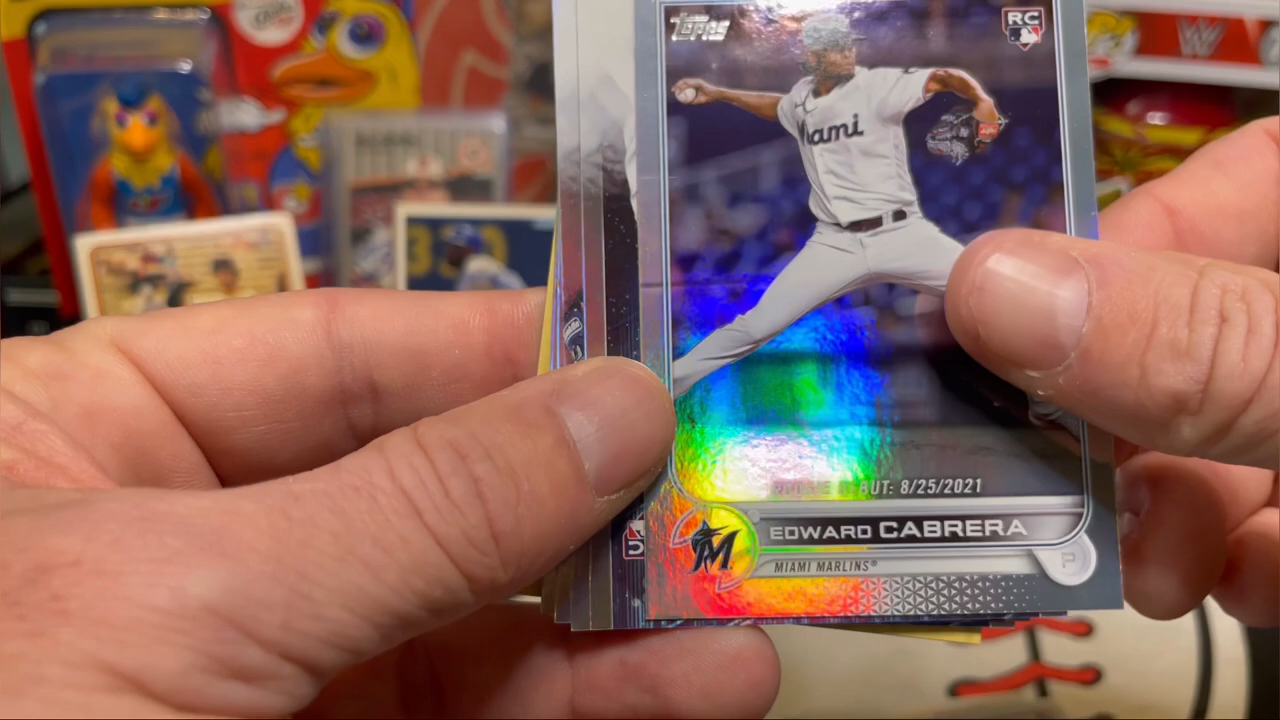 Topps
RC
Miami
BUT: 8/25/2021
EDWARD CABRERA
MIAMI MARLINS®
P
M
W